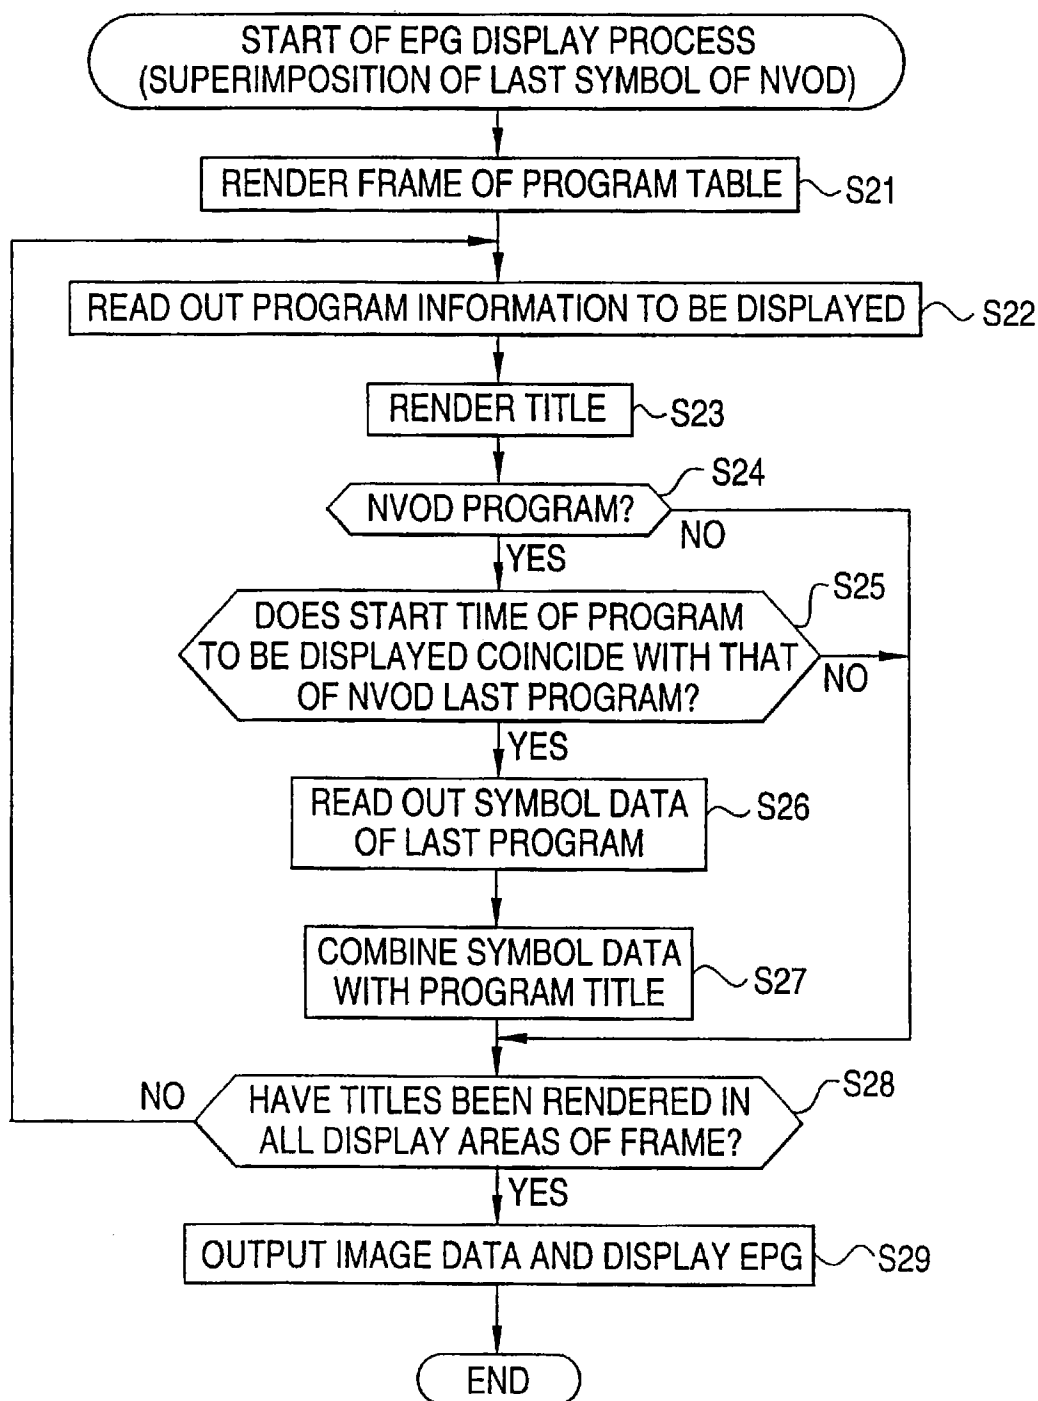 START OF EPG DISPLAY PROCESS
(SUPERIMPOSITION OF LAST SYMBOL OF NVOD)
RENDER FRAME OF PROGRAM TABLE
S21
READ OUT PROGRAM INFORMATION TO BE DISPLAYED
S22
RENDER TITLE
S23
S24
NVOD PROGRAM?
NO
YES
S25
DOES START TIME OF PROGRAM
TO BE DISPLAYED COINCIDE WITH THAT
OF NVOD LAST PROGRAM?
NO
YES
READ OUT SYMBOL DATA
OF LAST PROGRAM
S26
COMBINE SYMBOL DATA
WITH PROGRAM TITLE
S27
NO
HAVE TITLES BEEN RENDERED IN
ALL DISPLAY AREAS OF FRAME?
S28
YES
OUTPUT IMAGE DATA AND DISPLAY EPG
S29
END